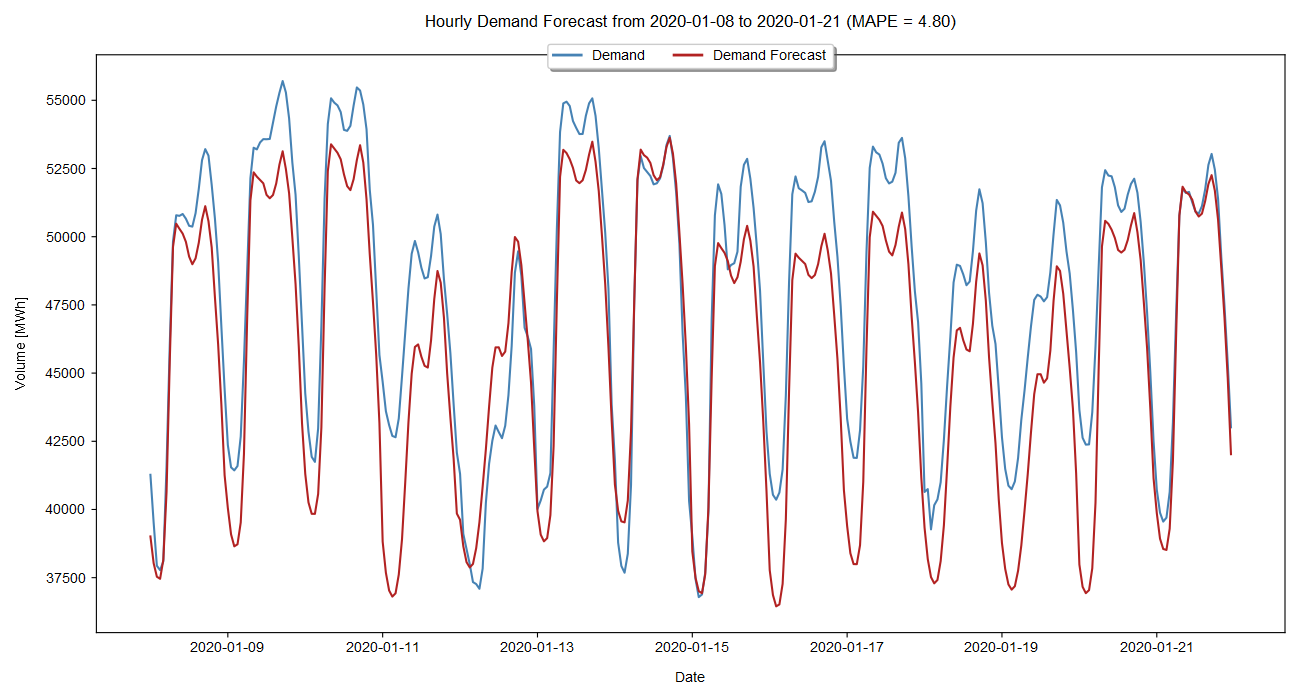 Hourly Demand Forecast from 2020-01-08 to 2020-01-21 (MAPE = 4.80)
Demand Demand Forecast
55000
52500
50000
47500
45000
42500
40000
37500
Volume [MWh]
2020-01-09 2020-01-11 2020-01-13 2020-01-15 2020-01-17 2020-01-19 2020-01-21
Date